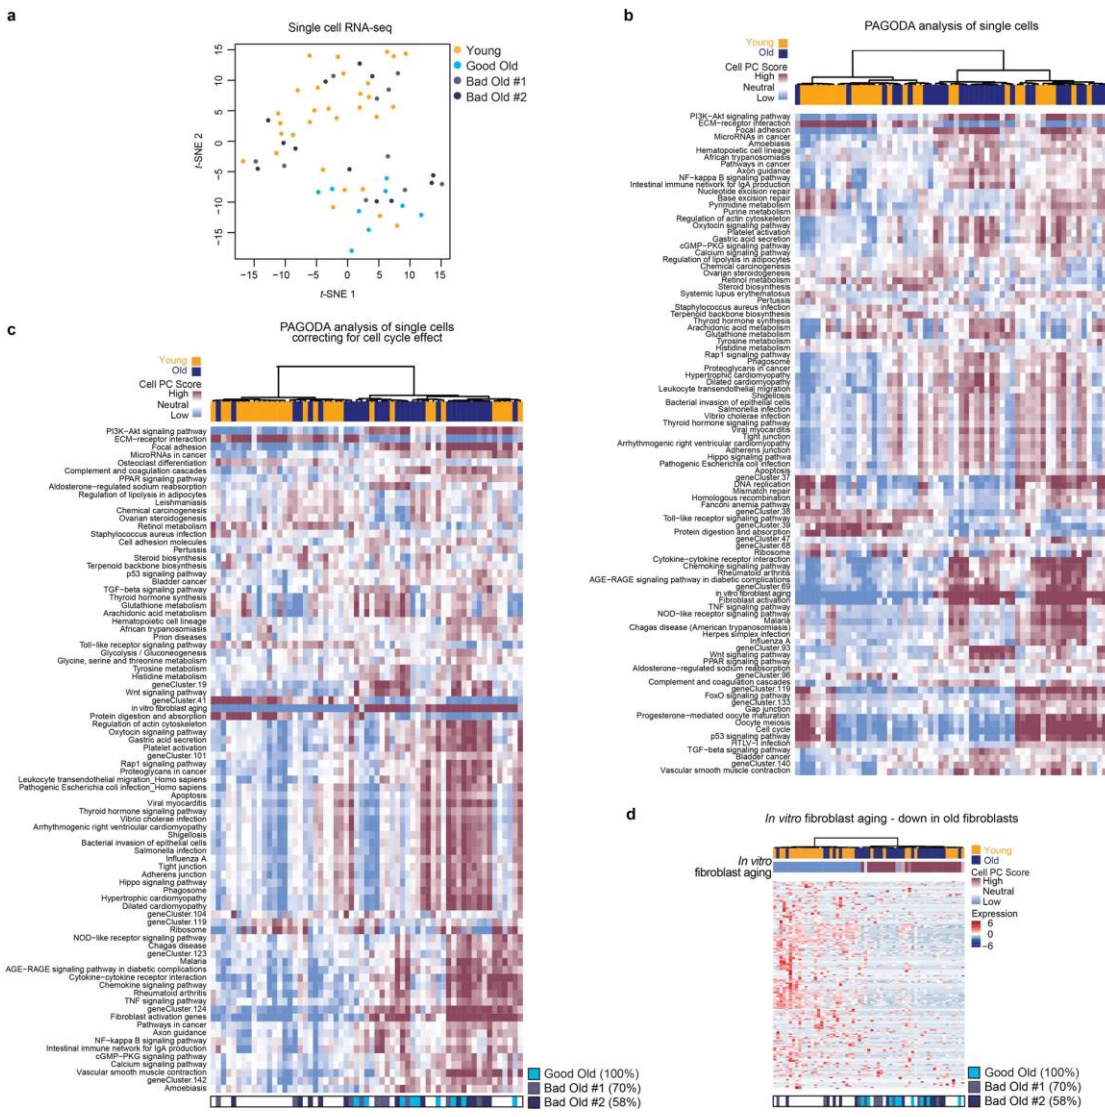 a
Single cell RNA-seq
15
10
5
0
−5
−10
−15
−15
−10
−5
0
5
10
15
t-SNE 2
t-SNE 1
Young
Good Old
Bad Old #1
Bad Old #2
b
PAGODA analysis of single cells
Young
Old
Cell PC Score
High
Neutral
Low
PI3K−Akt signaling pathway
ECM−receptor interaction
Focal adhesion
MicroRNAs in cancer
Amoebiasis
Hematopoietic cell lineage
African trypanosomiasis
Pathways in cancer
Axon guidance
NF−kappa B signaling pathway
Intestinal immune network for IgA production
Nucleotide excision repair
Base excision repair
Pyrimidine metabolism
Purine metabolism
Regulation of actin cytoskeleton
Oxytocin signaling pathway
Platelet activation
Gastric acid secretion
cGMP−PKG signaling pathway
Calcium signaling pathway
Regulation of lipolysis in adipocytes
Chemical carcinogenesis
Ovarian steroidogenesis
Retinol metabolism
Steroid biosynthesis
Systemic lupus erythematosus
Pertussis
Staphylococcus aureus infection
Terpenoid backbone biosynthesis
Thyroid hormone synthesis
Arachidonic acid metabolism
Glutathione metabolism
Tyrosine metabolism
Histidine metabolism
Rap1 signaling pathway
Phagosome
Proteoglycans in cancer
Hypertrophic cardiomyopathy
Dilated cardiomyopathy
Leukocyte transendothelial migration
Shigellosis
Bacterial invasion of epithelial cells
Salmonella infection
Vibrio cholerae infection
Thyroid hormone signaling pathway
Viral myocarditis
Tight junction
Arrhythmogenic right ventricular cardiomyopathy
Adherens junction
Hippo signaling pathwa
Pathogenic Escherichia coli infection
Apoptosis
geneCluster.37
DNA replication
Mismatch repair
Homologous recombination
Fanconi anemia pathway
geneCluster.38
Toll−like receptor signaling pathway
geneCluster.39
Protein digestion and absorption
geneCluster.47
geneCluster.68
Ribosome
Cytokine−cytokine receptor interaction
Chemokine signaling pathway
Rheumatoid arthritis
AGE−RAGE signaling pathway in diabetic complications
geneCluster.69
in vitro fibroblast aging
Fibroblast activation
TNF signaling pathway
NOD−like receptor signaling pathway
Malaria
Chagas disease (American trypanosomiasis)
Herpes simplex infection
Influenza A
geneCluster.93
Wnt signaling pathway
PPAR signaling pathway
Aldosterone−regulated sodium reabsorption
geneCluster.96
Complement and coagulation cascades
geneCluster.119
FoxO signaling pathway
geneCluster.133
Gap junction
Progesterone−mediated oocyte maturation
Oocyte meiosis
Cell cycle
p53 signaling pathway
HTLV−I infection
TGF−beta signaling pathway
Bladder cancer
geneCluster.140
Vascular smooth muscle contraction
c
PAGODA analysis of single cells
correcting for cell cycle effect
Young
Old
Cell PC Score
High
Neutral
Low
PI3K−Akt signaling pathway
ECM−receptor interaction
Focal adhesion
MicroRNAs in cancer
Osteoclast differentiation
Complement and coagulation cascades
PPAR signaling pathway
Aldosterone−regulated sodium reabsorption
Regulation of lipolysis in adipocytes
Leishmaniasis
Chemical carcinogenesis
Ovarian steroidogenesis
Retinol metabolism
Staphylococcus aureus infection
Cell adhesion molecules
Pertussis
Steroid biosynthesis
Terpenoid backbone biosynthesis
p53 signaling pathway
Bladder cancer
TGF−beta signaling pathway
Thyroid hormone synthesis
Glutathione metabolism
Arachidonic acid metabolism
Hematopoietic cell lineage
African trypanosomiasis
Prion diseases
Toll−like receptor signaling pathway
Glycolysis / Gluconeogenesis
Glycine, serine and threonine metabolism
Tyrosine metabolism
Histidine metabolism
geneCluster.19
Wnt signaling pathway
geneCluster.41
in vitro fibroblast aging
Protein digestion and absorption
Regulation of actin cytoskeleton
Oxytocin signaling pathway
Gastric acid secretion
Platelet activation
geneCluster.101
Rap1 signaling pathway
Proteoglycans in cancer
Leukocyte transendothelial migration_Homo sapiens
Pathogenic Escherichia coli infection_Homo sapiens
Apoptosis
Viral myocarditis
Thyroid hormone signaling pathway
Vibrio cholerae infection
Arrhythmogenic right ventricular cardiomyopathy
Shigellosis
Bacterial invasion of epithelial cells
Salmonella infection
Influenza A
Tight junction
Adherens junction
Hippo signaling pathway
Phagosome
Hypertrophic cardiomyopathy
Dilated cardiomyopathy
geneCluster.104
geneCluster.119
Ribosome
NOD−like receptor signaling pathway
Chagas disease
geneCluster.123
Malaria
AGE−RAGE signaling pathway in diabetic complications
Cytokine−cytokine receptor interaction
Chemokine signaling pathway
Rheumatoid arthritis
TNF signaling pathway
geneCluster.124
Fibroblast activation genes
Pathways in cancer
Axon guidance
NF−kappa B signaling pathway
Intestinal immune network for IgA production
cGMP−PKG signaling pathway
Calcium signaling pathway
Vascular smooth muscle contraction
geneCluster.142
Amoebiasis
Good Old (100%)
Bad Old #1 (70%)
Bad Old #2 (58%)
d
In vitro fibroblast aging - down in old fibroblasts
In vitro
fibroblast aging
Young
Old
Cell PC Score
High
Neutral
Low
Expression
6
0
−6
Good Old (100%)
Bad Old #1 (70%)
Bad Old #2 (58%)